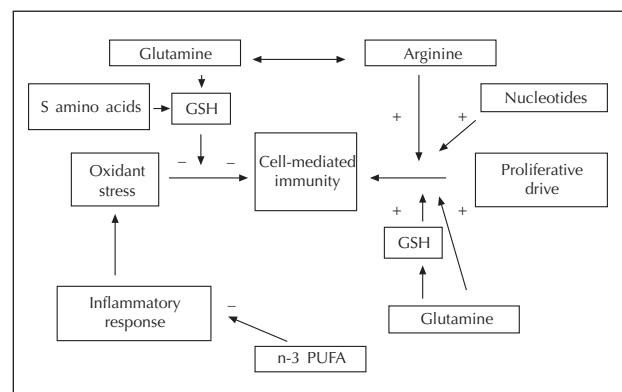 Glutamine
Arginine
S amino acids
GSH
Nucleotides
+ +
Oxidant
stress
− −
Cell-mediated
immunity
Proliferative
drive
+ +
GSH
Inflammatory
response
−
Glutamine
n-3 PUFA